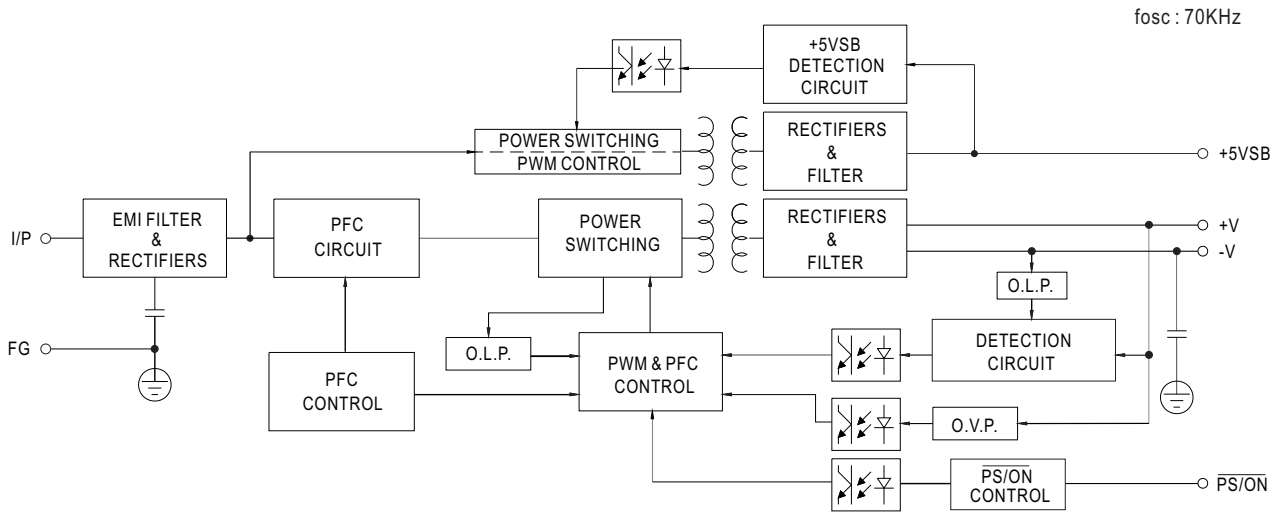 fosc : 70KHz
+5VSB
DETECTION
CIRCUIT
POWER SWITCHING
PWM CONTROL
RECTIFIERS
&
FILTER
+5VSB
I/P
EMI FILTER
&
RECTIFIERS
PFC
CIRCUIT
POWER
SWITCHING
RECTIFIERS
&
FILTER
+V
-V
O.L.P.
FG
O.L.P.
PFC
CONTROL
PWM & PFC
CONTROL
DETECTION
CIRCUIT
O.V.P.
PS/ON
CONTROL
PS/ON